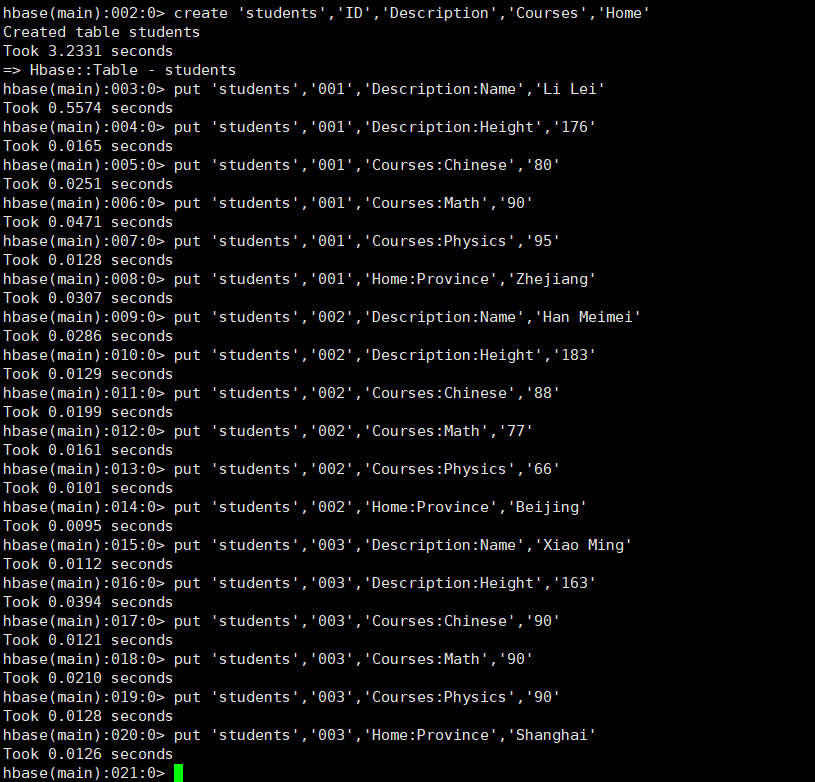 hbase(main):002:0> create 'students','ID','Description','Courses','Home'
Created table students
Took 3.2331 seconds
=> Hbase::Table - students
hbase(main):003:0> put 'students','001','Description:Name','Li Lei'
Took 0.5574 seconds
hbase(main):004:0> put 'students','001','Description:Height','176'
Took 0.0165 seconds
hbase(main):005:0> put 'students','001','Courses:Chinese','80'
Took 0.0251 seconds
hbase(main):006:0> put 'students','001','Courses:Math','90'
Took 0.0471 seconds
hbase(main):007:0> put 'students','001','Courses:Physics','95'
Took 0.0128 seconds
hbase(main):008:0> put 'students','001','Home:Province','Zhejiang'
Took 0.0307 seconds
hbase(main):009:0> put 'students','002','Description:Name','Han Meimei'
Took 0.0286 seconds
hbase(main):010:0> put 'students','002','Description:Height','183'
Took 0.0129 seconds
hbase(main):011:0> put 'students','002','Courses:Chinese','88'
Took 0.0199 seconds
hbase(main):012:0> put 'students','002','Courses:Math','77'
Took 0.0161 seconds
hbase(main):013:0> put 'students','002','Courses:Physics','66'
Took 0.0101 seconds
hbase(main):014:0> put 'students','002','Home:Province','Beijing'
Took 0.0095 seconds
hbase(main):015:0> put 'students','003','Description:Name','Xiao Ming'
Took 0.0112 seconds
hbase(main):016:0> put 'students','003','Description:Height','163'
Took 0.0394 seconds
hbase(main):017:0> put 'students','003','Courses:Chinese','90'
Took 0.0121 seconds
hbase(main):018:0> put 'students','003','Courses:Math','90'
Took 0.0210 seconds
hbase(main):019:0> put 'students','003','Courses:Physics','90'
Took 0.0128 seconds
hbase(main):020:0> put 'students','003','Home:Province','Shanghai'
Took 0.0126 seconds
hbase(main):021:0>